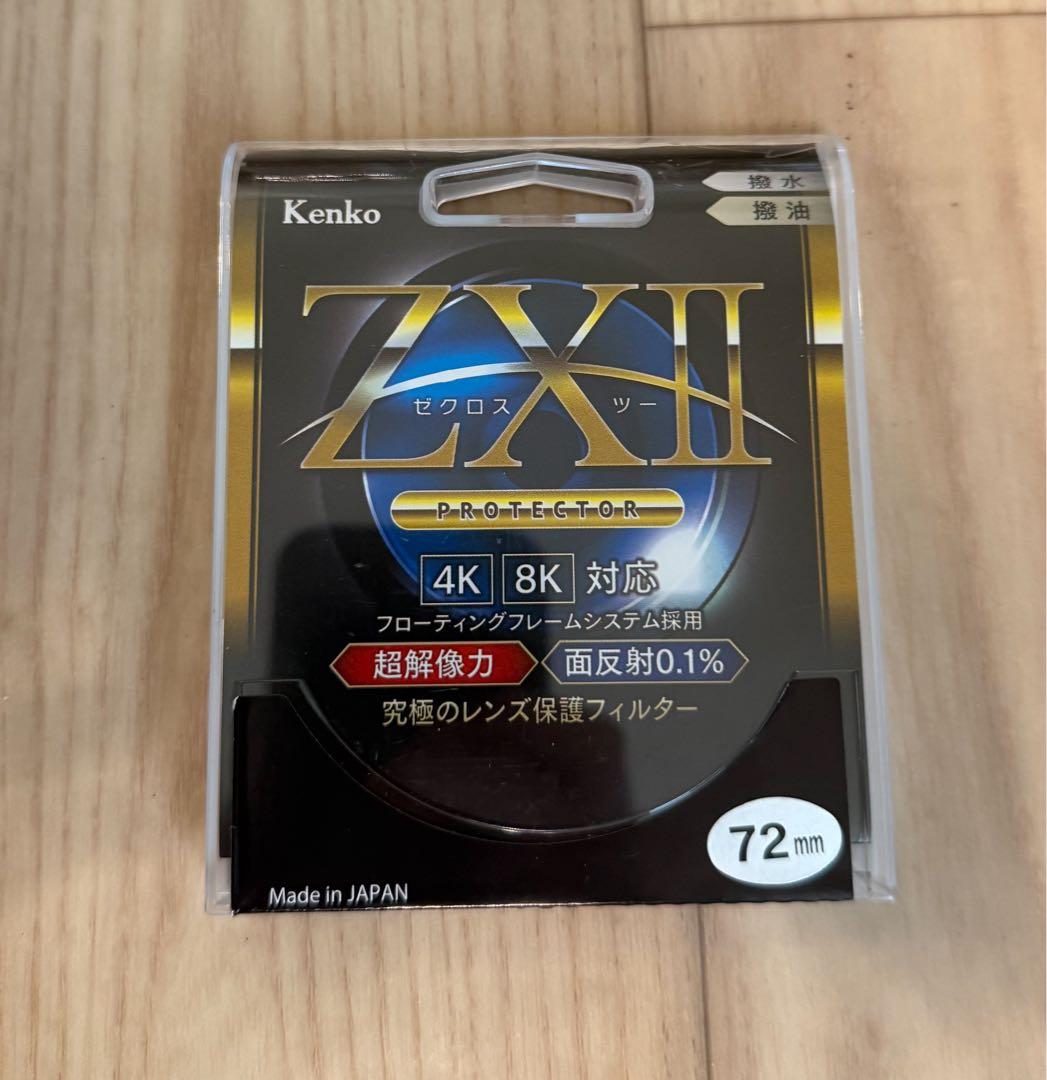 撥水
撥油
Kenko
ZXII
ゼクロス ツー
PROTECTOR
4K 8K 対応
フローティングフレームシステム採用
超解像力 面反射0.1%
究極のレンズ保護フィルター
72mm
Made in JAPAN